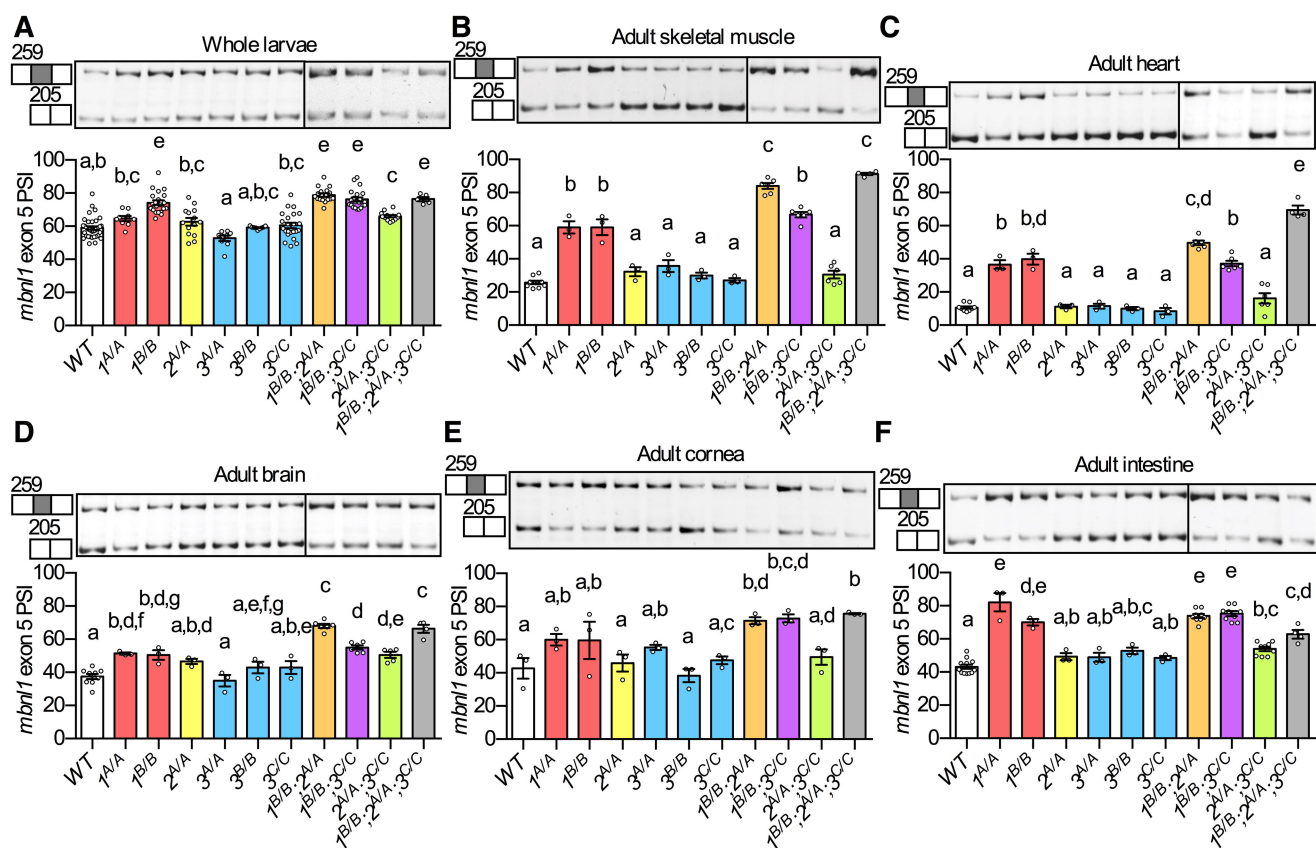 A
Whole larvae
259
205
mbnl1 exon 5 PSI
100
80
60
40
20
0
a,b
b,c
e
b,c
a
a,b,c
b,c
e
e
c
e
WT
1A/A
1B/B
2A/A
3A/A
3B/B
3C/C
1B/B;2A/A
1B/B;3C/C
2A/A;3C/C
1B/B;2A/A;3C/C
B
Adult skeletal muscle
259
205
mbnl1 exon 5 PSI
100
80
60
40
20
0
a
b
b
a
a
a
a
c
b
a
c
WT
1A/A
1B/B
2A/A
3A/A
3B/B
3C/C
1B/B;2A/A
1B/B;3C/C
2A/A;3C/C
1B/B;2A/A;3C/C
C
Adult heart
259
205
mbnl1 exon 5 PSI
100
80
60
40
20
0
a
b
b,d
a
a
a
a
c,d
b
a
e
WT
1A/A
1B/B
2A/A
3A/A
3B/B
3C/C
1B/B;2A/A
1B/B;3C/C
2A/A;3C/C
1B/B;2A/A;3C/C
D
Adult brain
259
205
mbnl1 exon 5 PSI
100
80
60
40
20
0
a
b,d,f
b,d,g
a,b,d
a
a,e,f,g
a,b,e
c
d
d,e
c
WT
1A/A
1B/B
2A/A
3A/A
3B/B
3C/C
1B/B;2A/A
1B/B;3C/C
2A/A;3C/C
1B/B;2A/A;3C/C
E
Adult cornea
259
205
mbnl1 exon 5 PSI
100
80
60
40
20
0
a
a,b
a,b
a
a,b
a
a,c
b,d
b,c,d
a,d
b
WT
1A/A
1B/B
2A/A
3A/A
3B/B
3C/C
1B/B;2A/A
1B/B;3C/C
2A/A;3C/C
1B/B;2A/A;3C/C
F
Adult intestine
259
205
mbnl1 exon 5 PSI
100
80
60
40
20
0
a
e
d,e
a,b
a,b
a,b,c
a,b
e
e
b,c
c,d
WT
1A/A
1B/B
2A/A
3A/A
3B/B
3C/C
1B/B;2A/A
1B/B;3C/C
2A/A;3C/C
1B/B;2A/A;3C/C